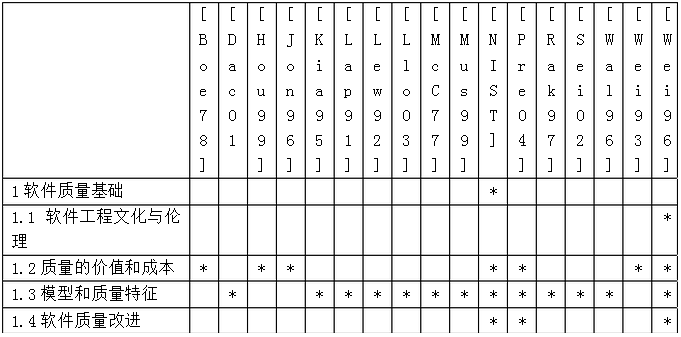 [Boe78] [Dac01 [Hou99] [Jon96] [Kia95] [Lap91] [Lew92] [Llo03] [McC77] [Mus99] [NIST] [Pre04] [Rak97] [Sei02] [Wal96] [Wei93] [Wei96]
1软件质量基础 *
1.1 软件工程文化与伦 *
理
1.2质量的价值和成本 * * * * * * *
1.3模型和质量特征 * * * * * * * * * * * * *
1.4软件质量改进 * * *